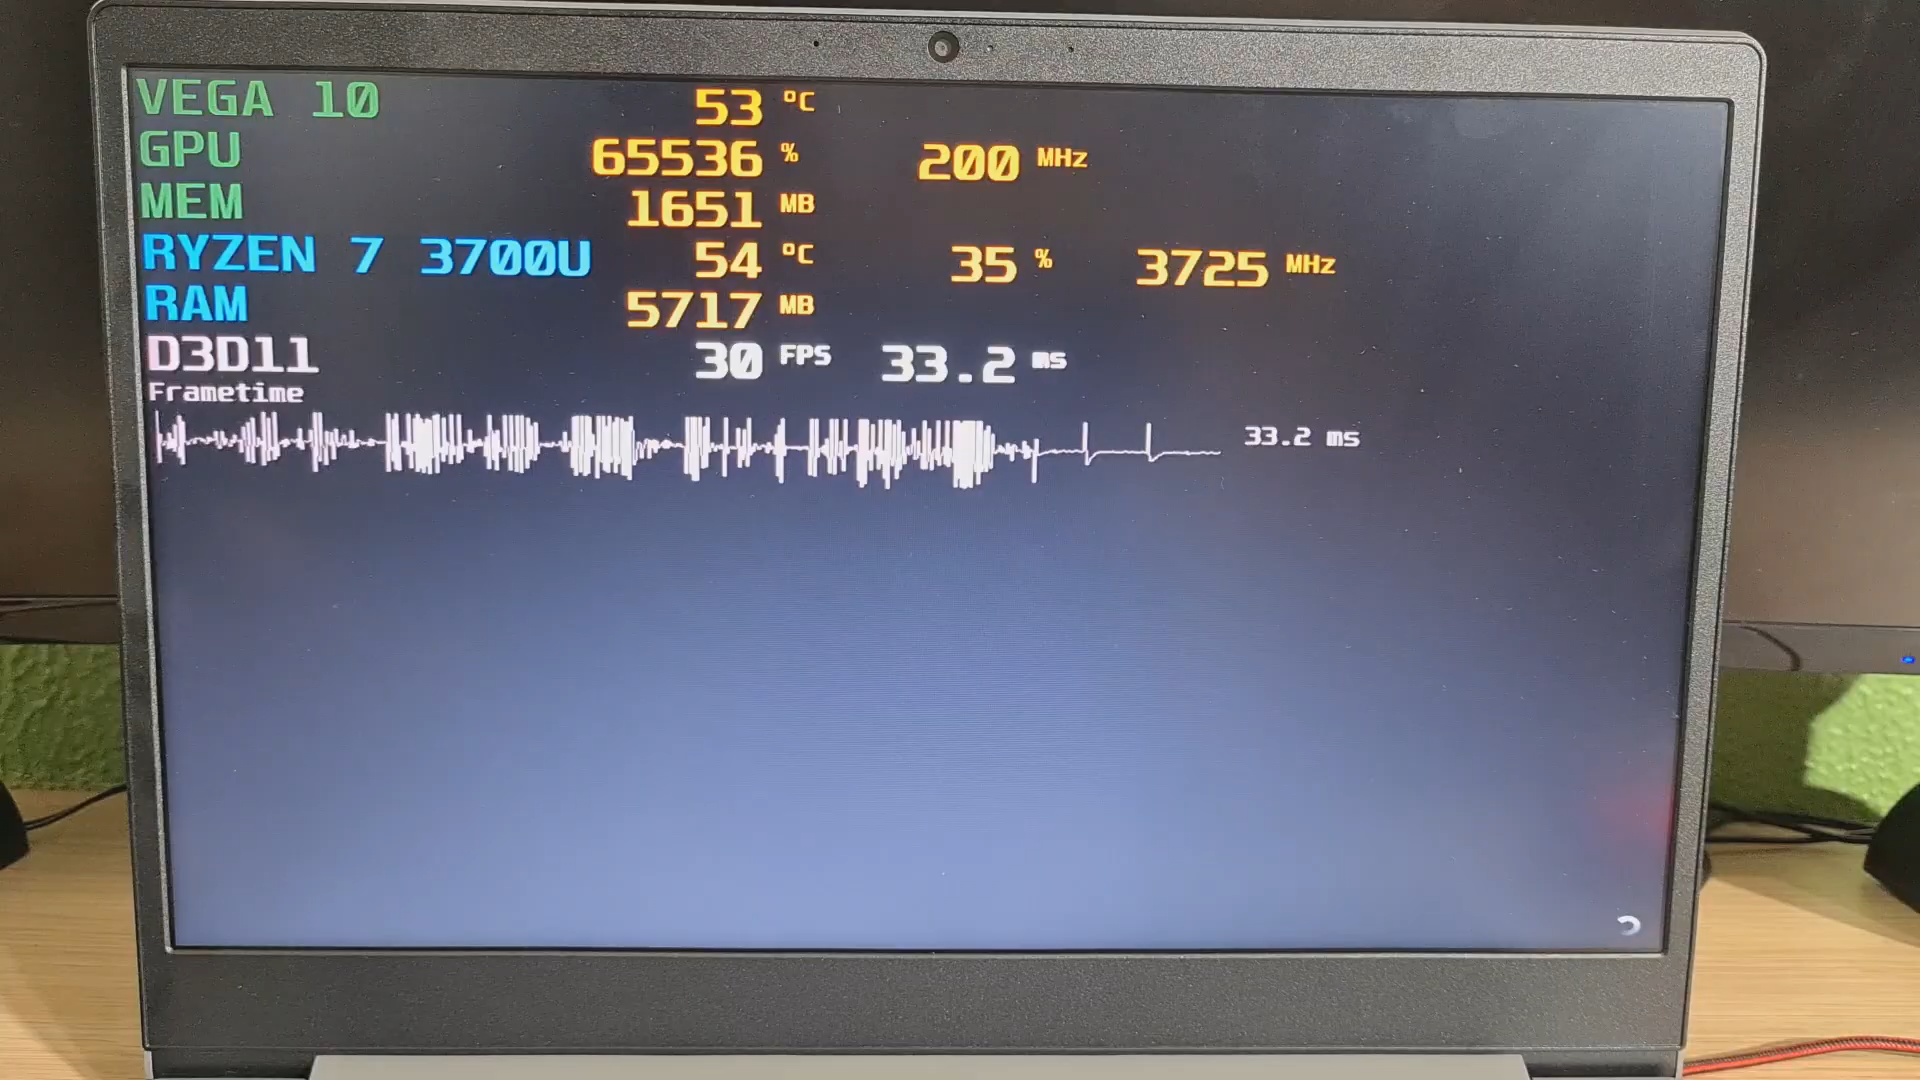 VEGA 10 53 °C
GPU 65536 % 200 MHz
MEM 1651 MB
RYZEN 7 3700U 54 °C 35 % 3725 MHz
RAM 5717 MB
D3D11 30 FPS 33.2 ms
Frametime
33.2 ms